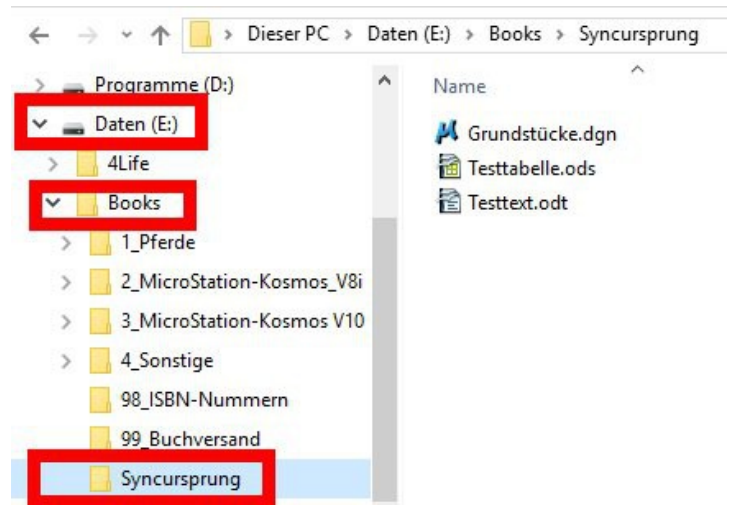 Dieser PC > Daten (E:) > Books > Syncursprung
Programme (D:)
Daten (E:)
4Life
Books
1_Pferde
2_MicroStation-Kosmos_V8i
3_MicroStation-Kosmos V10
4_Sonstige
98_ISBN-Nummern
99_Buchversand
Syncursprung
Name
Grundstücke.dgn
Testtabelle.ods
Testtext.odt